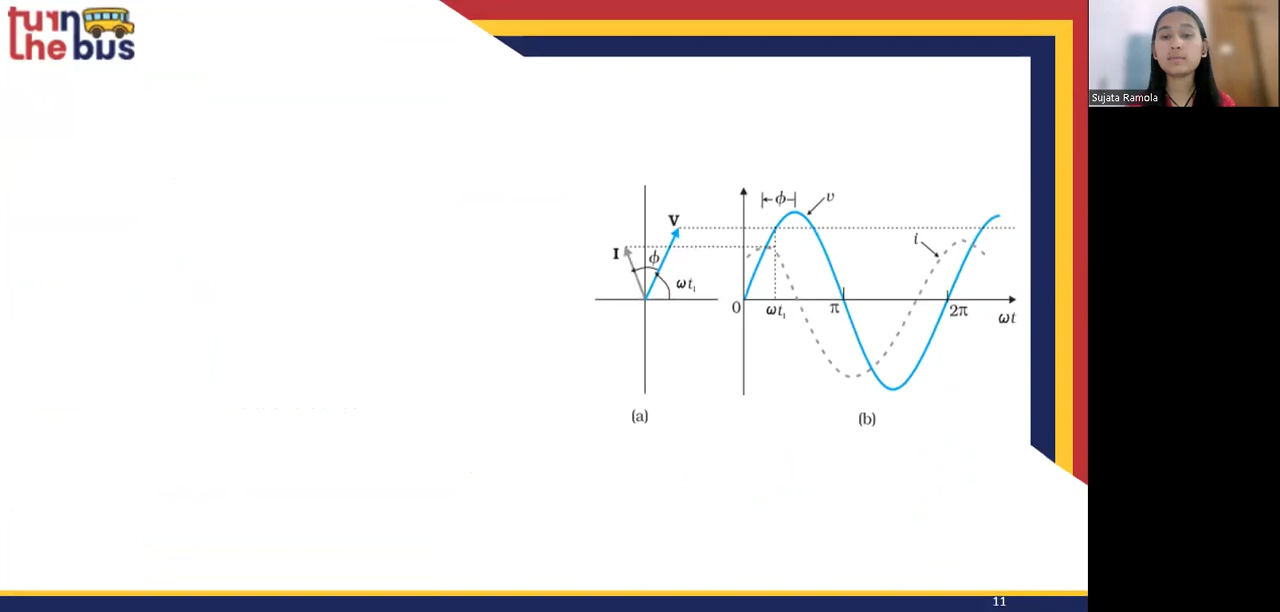 turn
the bus
Sujata Ramola
V
I
ϕ
ωt₁
(a)
ϕ
υ
i
0
ωt₁
π
2π
ωt
(b)
11